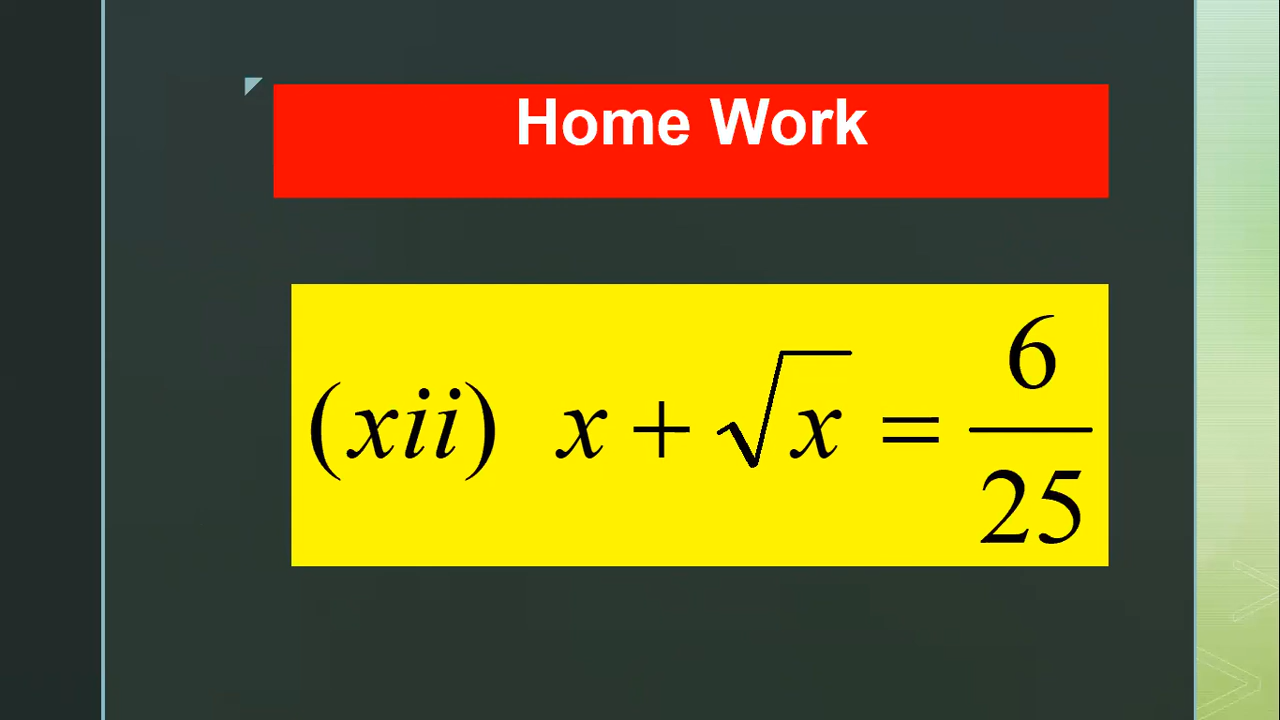 Home Work
(xii) x + √x = 6/25